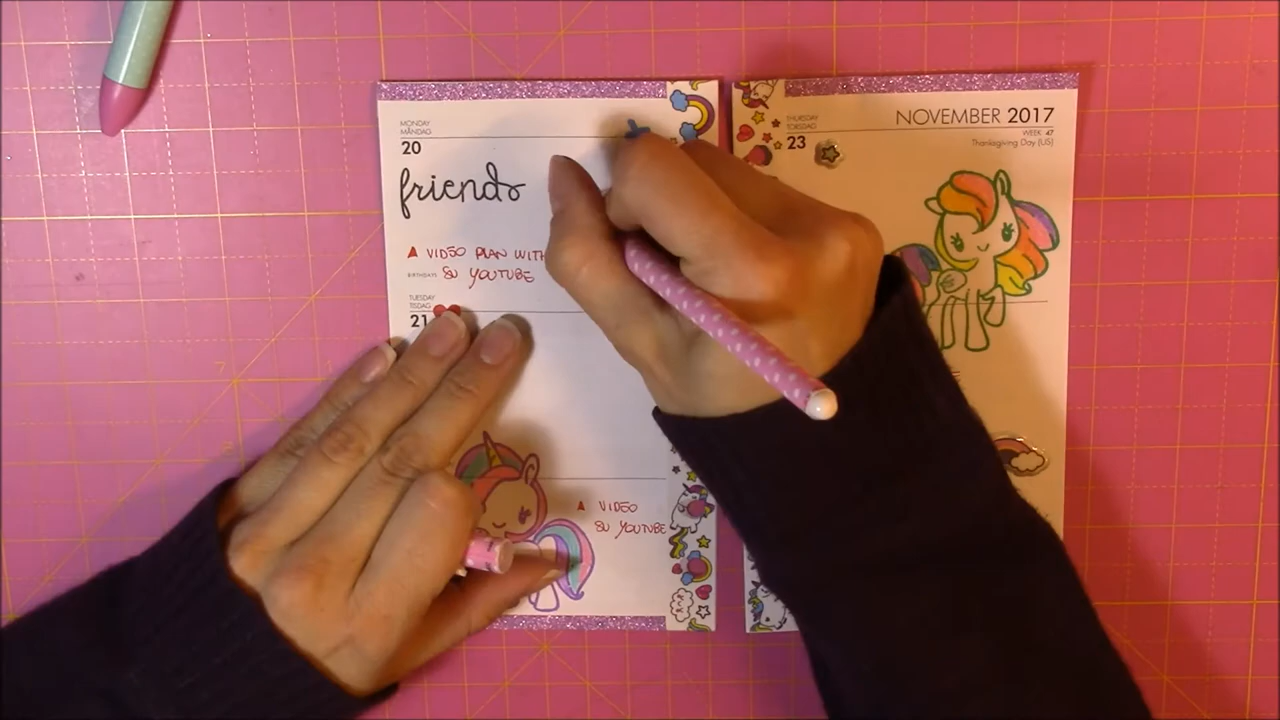 MONDAY
MÅNDAG
20
friends
VIDEO PLAN WITH
BIRTHDAYS
SU YOUTUBE
TUESDAY
TISDAG
21
VIDEO
SU YOUTUBE
THURSDAY
TORSDAG
23
NOVEMBER 2017
WEEK 47
Thanksgiving Day (US)